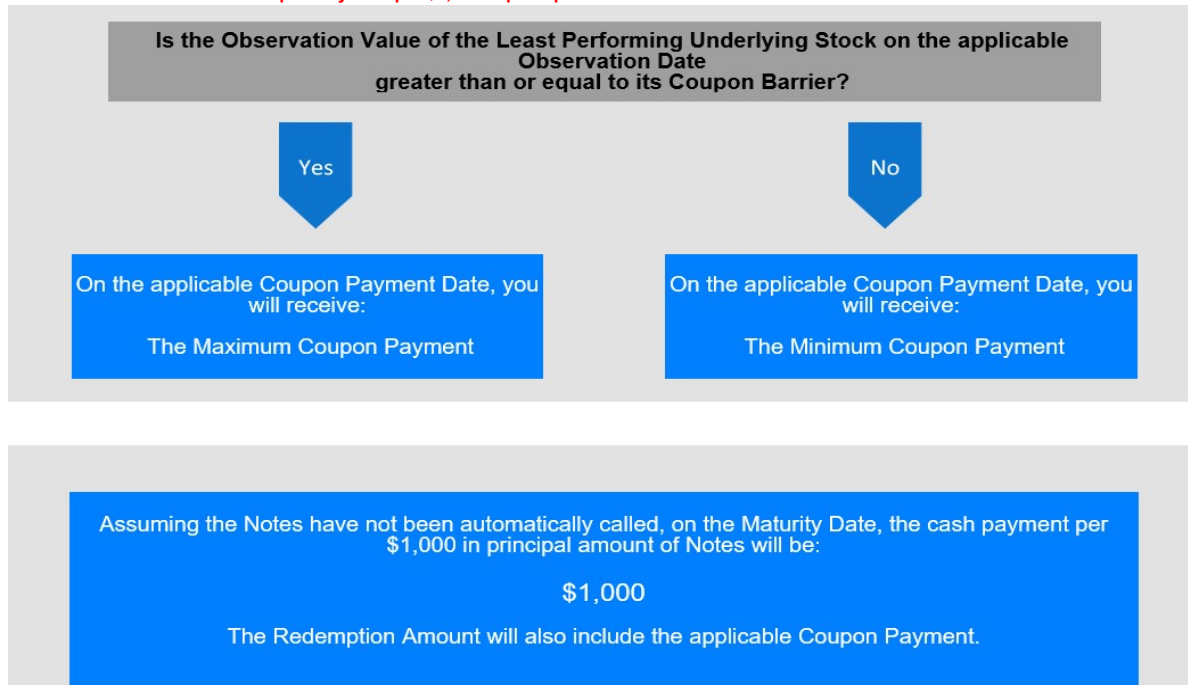 Is the Observation Value of the Least Performing Underlying Stock on the applicable
Observation Date
greater than or equal to its Coupon Barrier?
Yes
No
On the applicable Coupon Payment Date, you
will receive:
The Maximum Coupon Payment
On the applicable Coupon Payment Date, you
will receive:
The Minimum Coupon Payment
Assuming the Notes have not been automatically called, on the Maturity Date, the cash payment per
$1,000 in principal amount of Notes will be:
$1,000
The Redemption Amount will also include the applicable Coupon Payment.